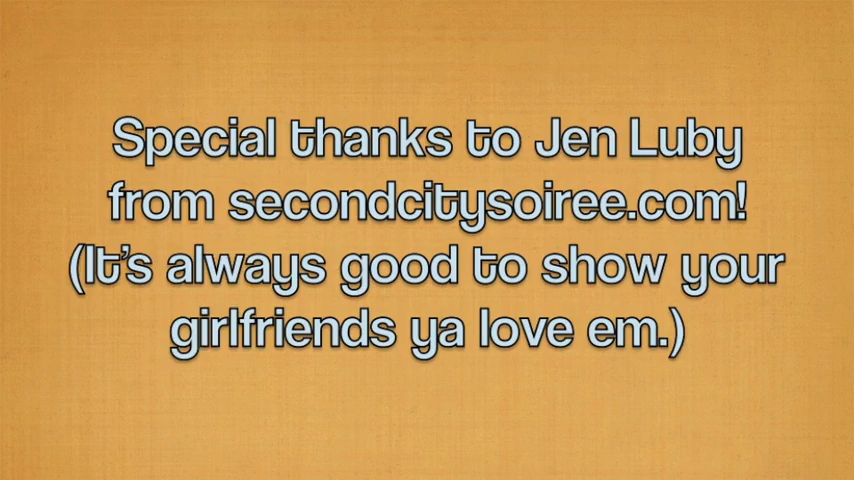 Special thanks to Jen Luby
from secondcitysoiree.com!
(It's always good to show your
girlfriends ya love em.)